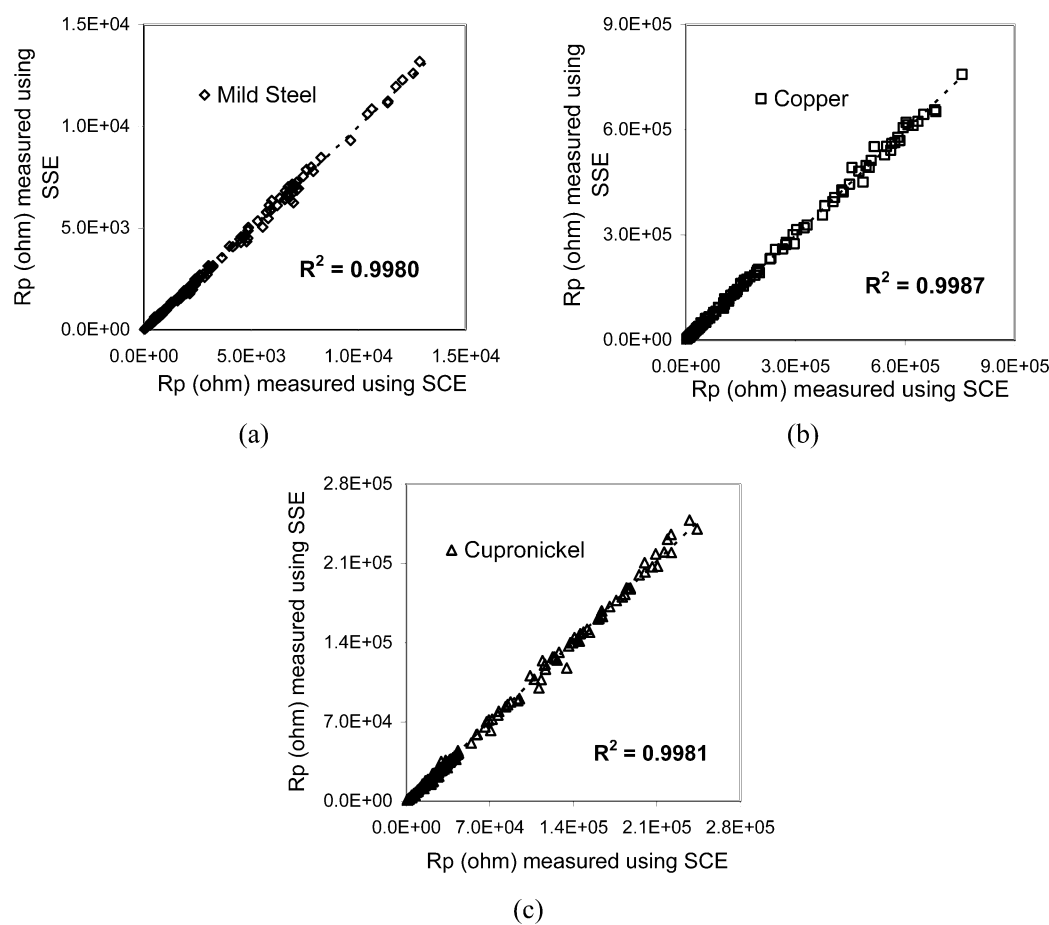 1.5E+04
1.0E+04
5.0E+03
0.0E+00
Rp (ohm) measured using
SSE
Mild Steel
R² = 0.9980
0.0E+00 5.0E+03 1.0E+04 1.5E+04
Rp (ohm) measured using SCE
(a)
9.0E+05
6.0E+05
3.0E+05
0.0E+00
Rp (ohm) measured using
SSE
Copper
R² = 0.9987
0.0E+00 3.0E+05 6.0E+05 9.0E+05
Rp (ohm) measured using SCE
(b)
2.8E+05
2.1E+05
1.4E+05
7.0E+04
0.0E+00
Rp (ohm) measured using SSE
Cupronickel
R² = 0.9981
0.0E+00 7.0E+04 1.4E+05 2.1E+05 2.8E+05
Rp (ohm) measured using SCE
(c)